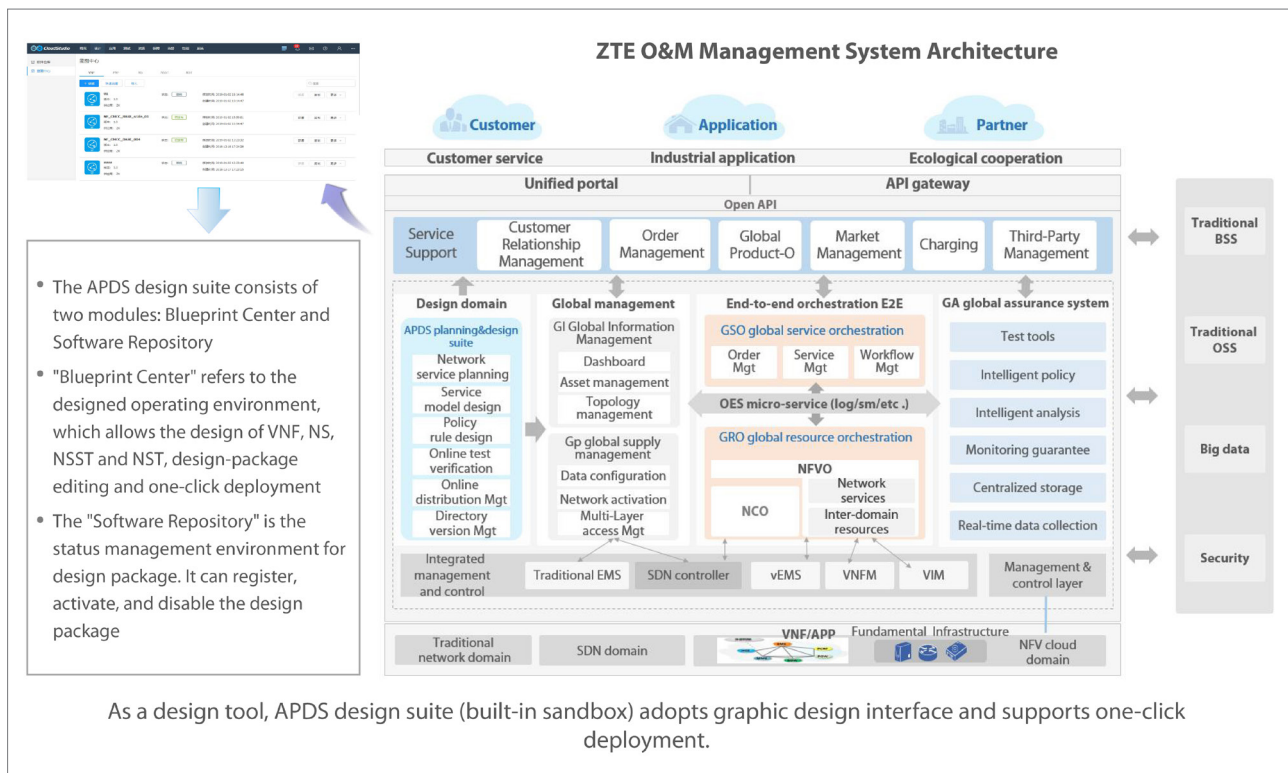 CloudStudio
ZTE O&M Management System Architecture
Customer
Application
Partner
Customer service
Industrial application
Ecological cooperation
Unified portal
API gateway
Open API
Service
Support
Customer
Relationship
Management
Order
Management
Global
Product-O
Market
Management
Charging
Third-Party
Management
Design domain
APDS planning&design
suite
Network
service planning
Service
model design
Policy
rule design
Online test
verification
Online
distribution Mgt
Directory
version Mgt
Global management
GI Global Information
Management
Dashboard
Asset management
Topology
management
Gp global supply
management
Data configuration
Network activation
Multi-Layer
access Mgt
End-to-end orchestration E2E
GSO global service orchestration
Order
Mgt
Service
Mgt
Workflow
Mgt
OES micro-service (log/sm/etc .)
GRO global resource orchestration
NFVO
NCO
Network
services
Inter-domain
resources
GA global assurance system
Test tools
Intelligent policy
Intelligent analysis
Monitoring guarantee
Centralized storage
Real-time data collection
Integrated
management
and control
Traditional EMS
SDN controller
vEMS
VNFM
VIM
Management &
control layer
Traditional
network domain
SDN domain
VNF/APP
Fundamental Infrastructure
NFV cloud
domain
Traditional
BSS
Traditional
OSS
Big data
Security
• The APDS design suite consists of
two modules: Blueprint Center and
Software Repository
• "Blueprint Center" refers to the
designed operating environment,
which allows the design of VNF, NS,
NSST and NST, design-package
editing and one-click deployment
• The "Software Repository" is the
status management environment for
design package. It can register,
activate, and disable the design
package
As a design tool, APDS design suite (built-in sandbox) adopts graphic design interface and supports one-click
deployment.